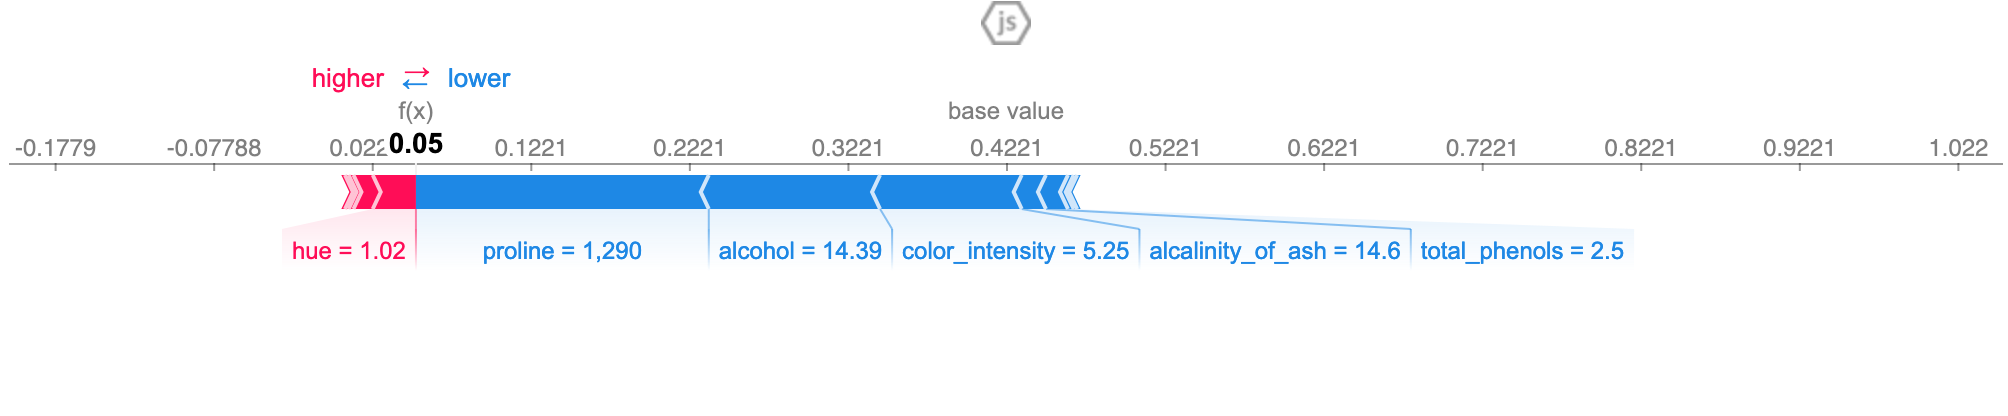 js
higher lower
f(x) base value
-0.1779 -0.07788 0.05 0.1221 0.2221 0.3221 0.4221 0.5221 0.6221 0.7221 0.8221 0.9221 1.022
hue = 1.02 proline = 1,290 alcohol = 14.39 color_intensity = 5.25 alcalinity_of_ash = 14.6 total_phenols = 2.5